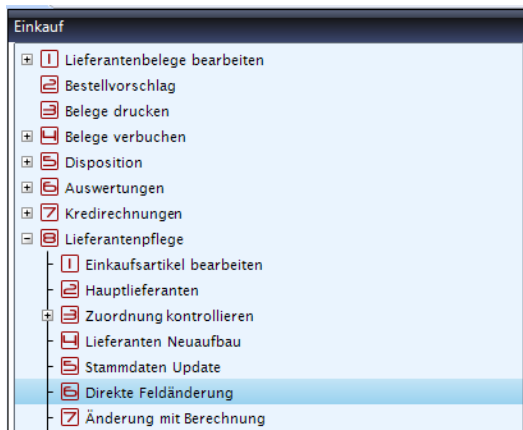 Einkauf
1 Lieferantenbelege bearbeiten
2 Bestellvorschlag
3 Belege drucken
4 Belege verbuchen
5 Disposition
6 Auswertungen
7 Kredirechnungen
8 Lieferantenpflege
1 Einkaufsartikel bearbeiten
2 Hauptlieferanten
3 Zuordnung kontrollieren
4 Lieferanten Neuaufbau
5 Stammdaten Update
6 Direkte Feldänderung
7 Änderung mit Berechnung